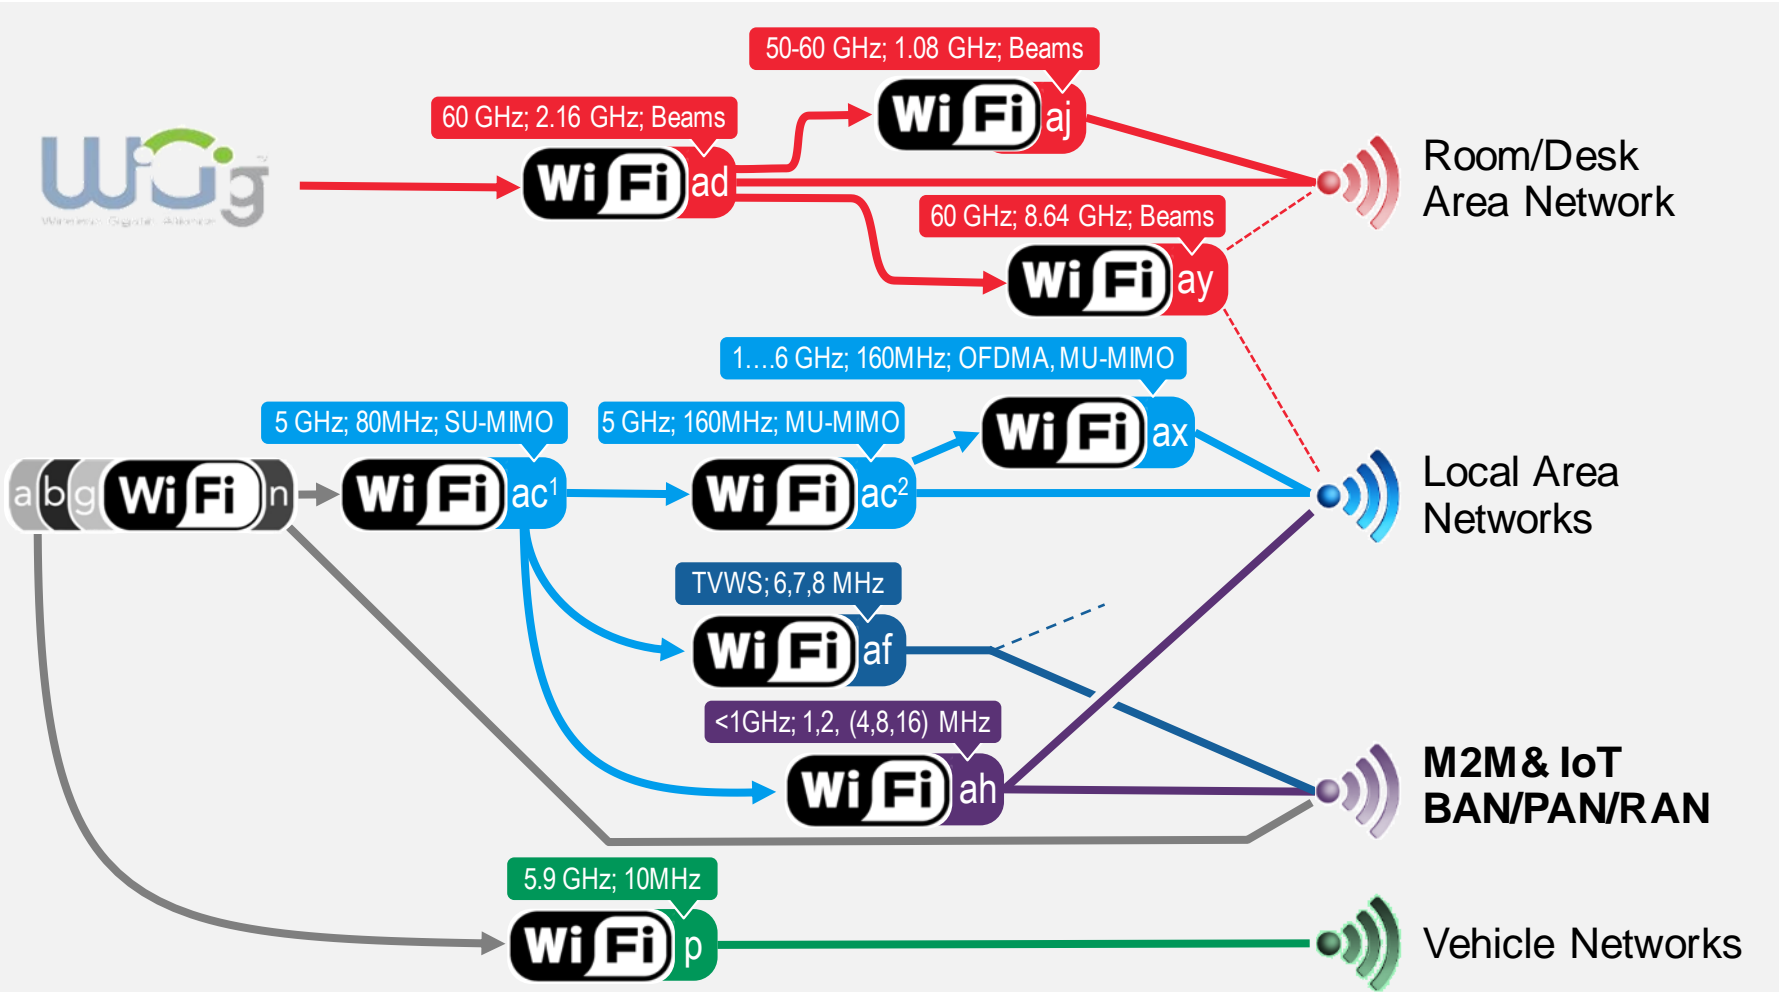 50-60 GHz; 1.08 GHz; Beams
WiFi aj
60 GHz; 2.16 GHz; Beams
WiGig
Wireless Gigabit Alliance
WiFi ad
Room/Desk
Area Network
60 GHz; 8.64 GHz; Beams
WiFi ay
1....6 GHz; 160MHz; OFDMA, MU-MIMO
5 GHz; 80MHz; SU-MIMO
5 GHz; 160MHz; MU-MIMO
WiFi ax
a b g WiFi n
WiFi ac1
WiFi ac2
Local Area
Networks
TVWS; 6,7,8 MHz
WiFi af
<1GHz; 1,2, (4,8,16) MHz
WiFi ah
M2M & IoT
BAN/PAN/RAN
5.9 GHz; 10MHz
WiFi p
Vehicle Networks